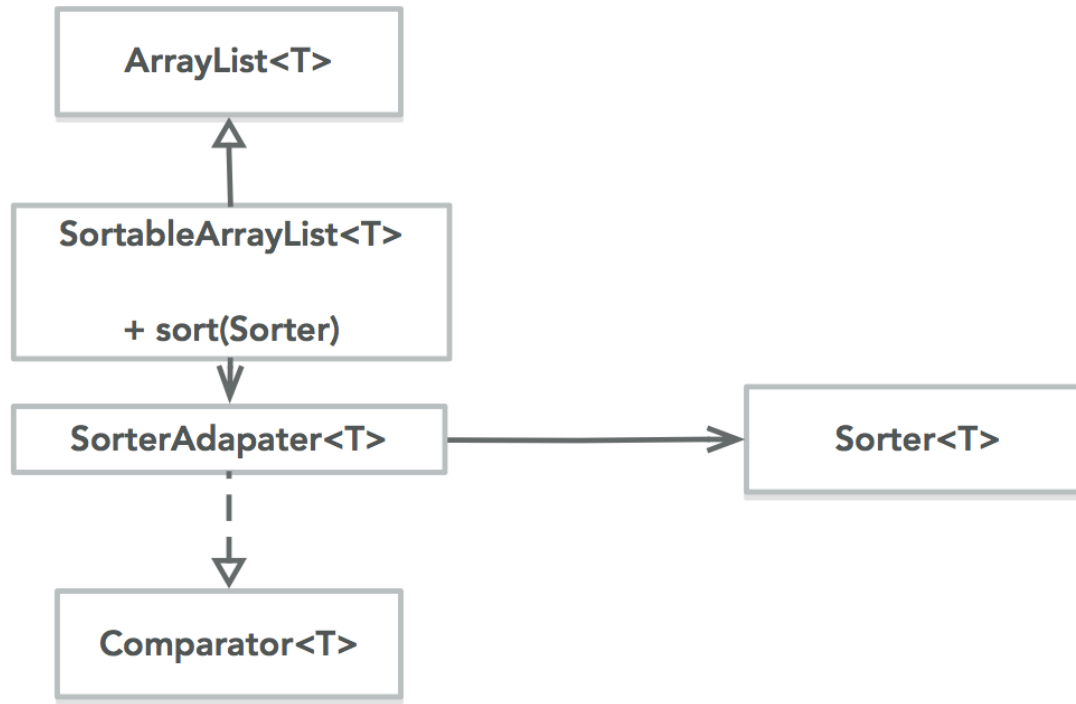 ArrayList<T>
SortableArrayList<T>
+ sort(Sorter)
SorterAdapater<T>
Sorter<T>
Comparator<T>